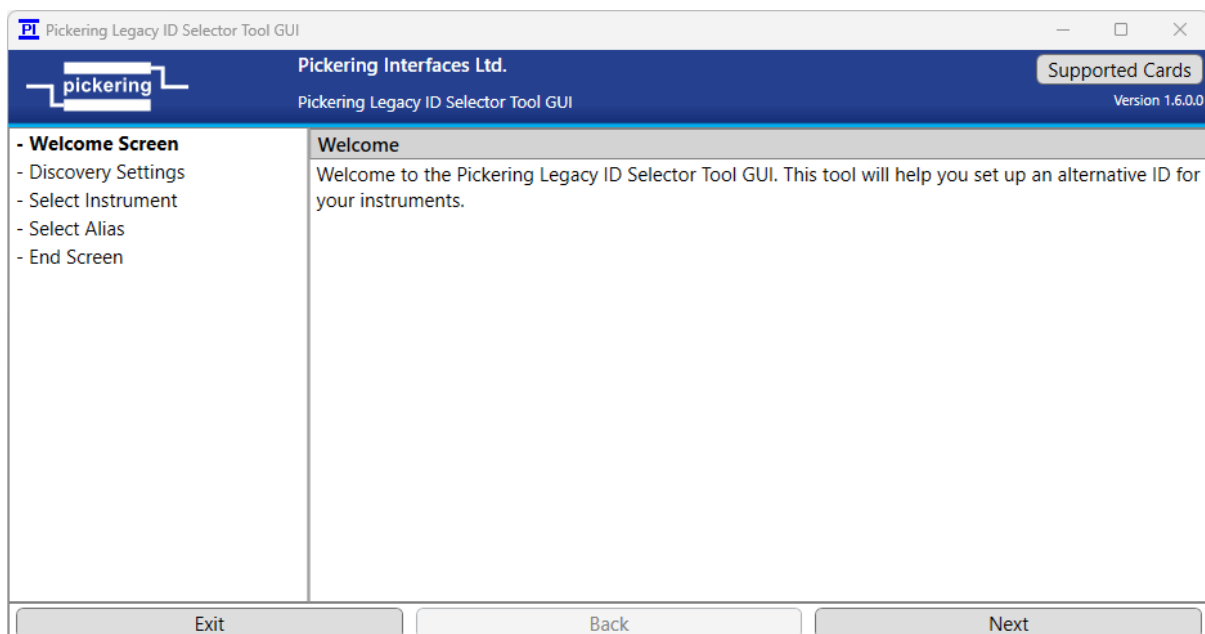 PI Pickering Legacy ID Selector Tool GUI
pickering
Pickering Interfaces Ltd.
Pickering Legacy ID Selector Tool GUI
Supported Cards
Version 1.6.0.0
- Welcome Screen
- Discovery Settings
- Select Instrument
- Select Alias
- End Screen
Welcome
Welcome to the Pickering Legacy ID Selector Tool GUI. This tool will help you set up an alternative ID for
your instruments.
Exit
Back
Next